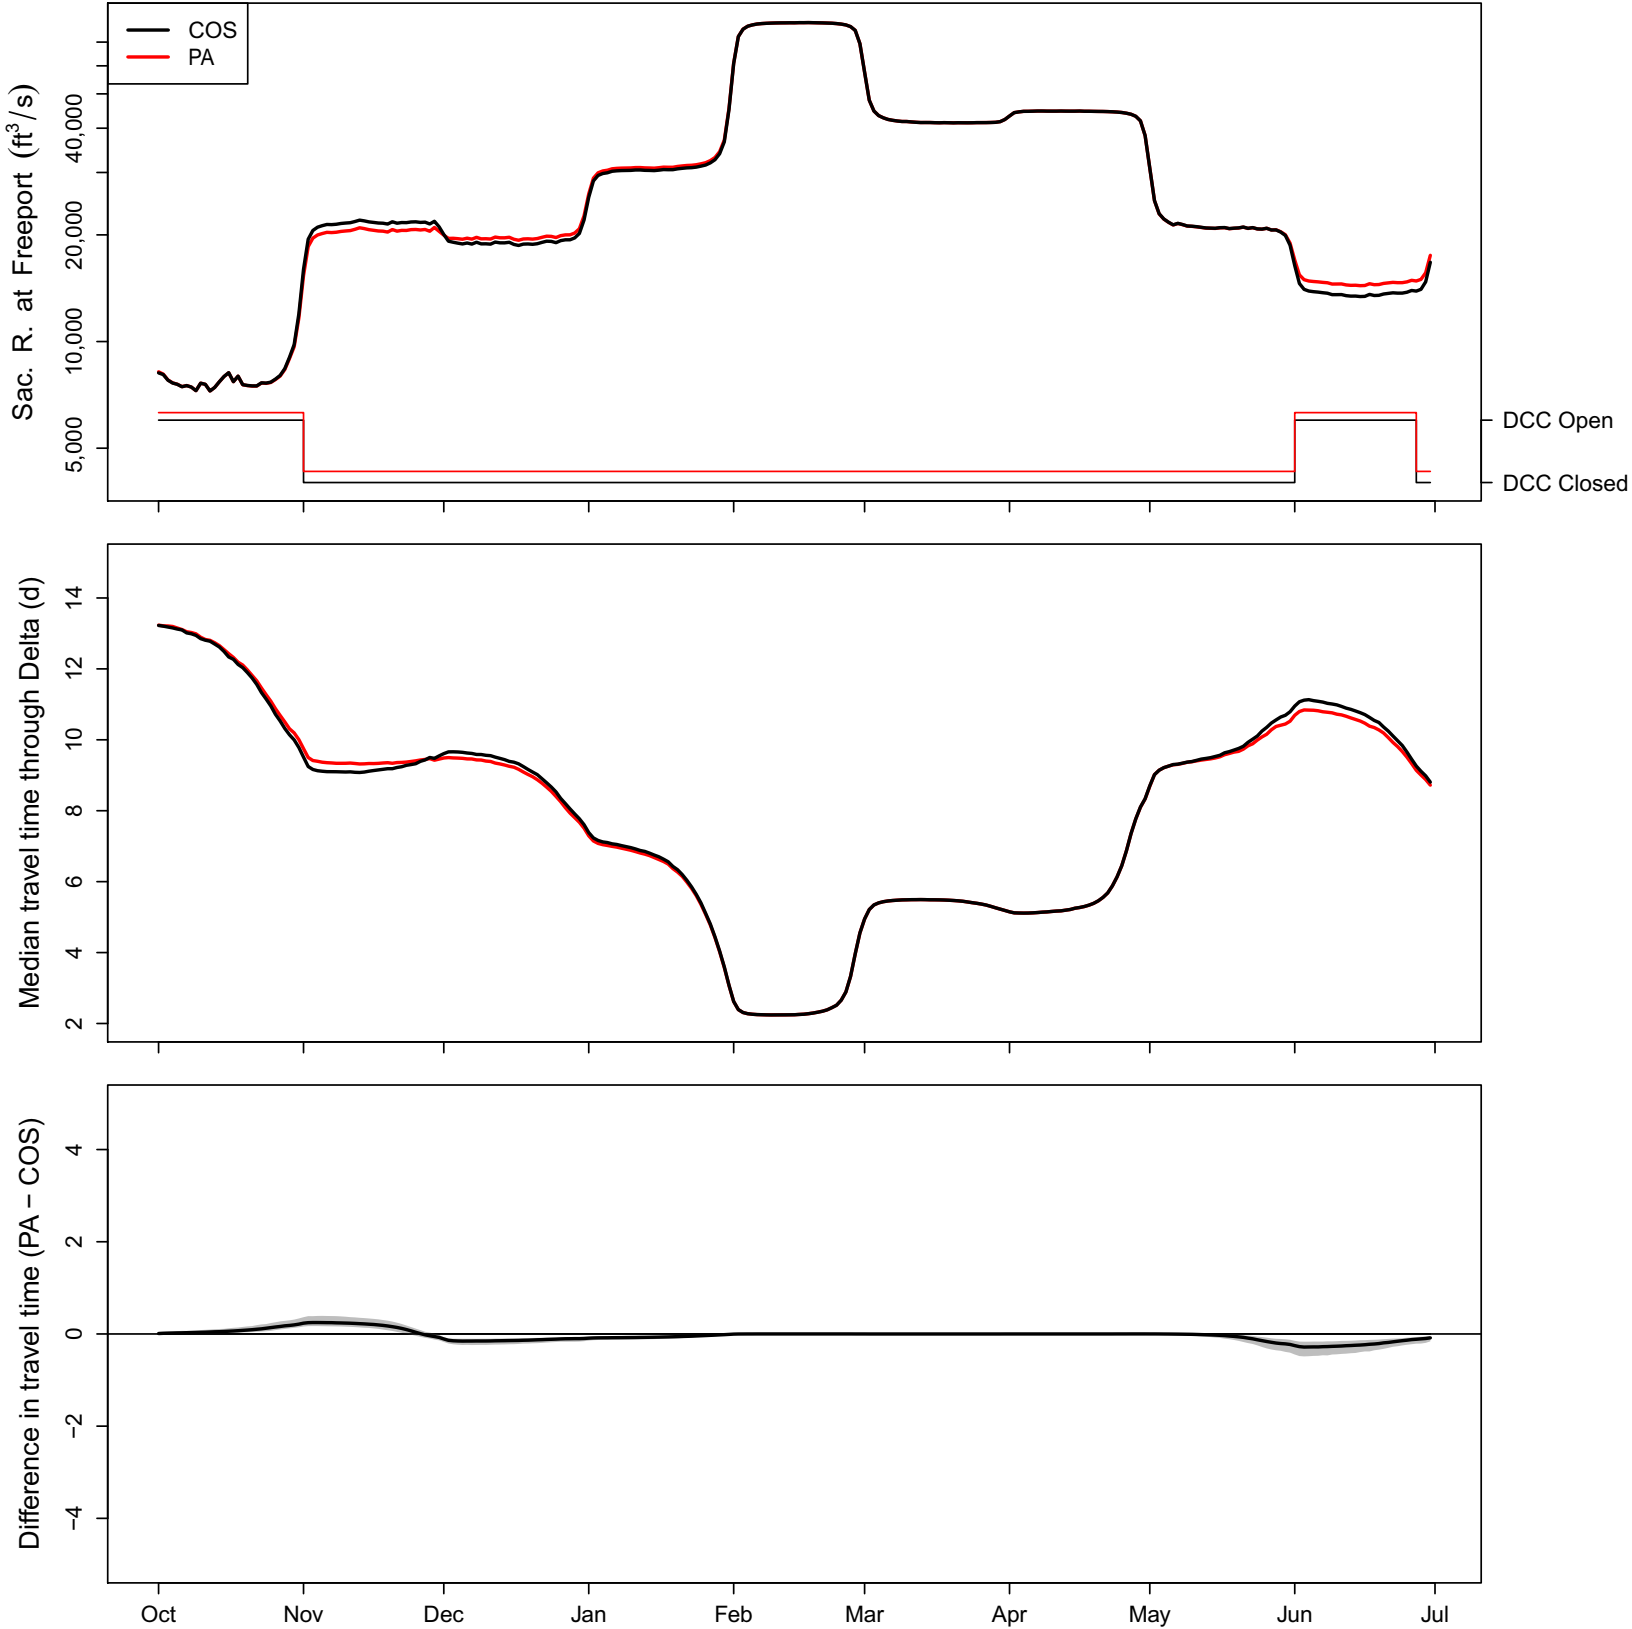 COS
PA
Sac. R. at Freeport (ft³/s)
40,000
20,000
10,000
5,000
DCC Open
DCC Closed
Median travel time through Delta (d)
14
12
10
8
6
4
2
Difference in travel time (PA − COS)
4
2
0
−2
−4
Oct Nov Dec Jan Feb Mar Apr May Jun Jul